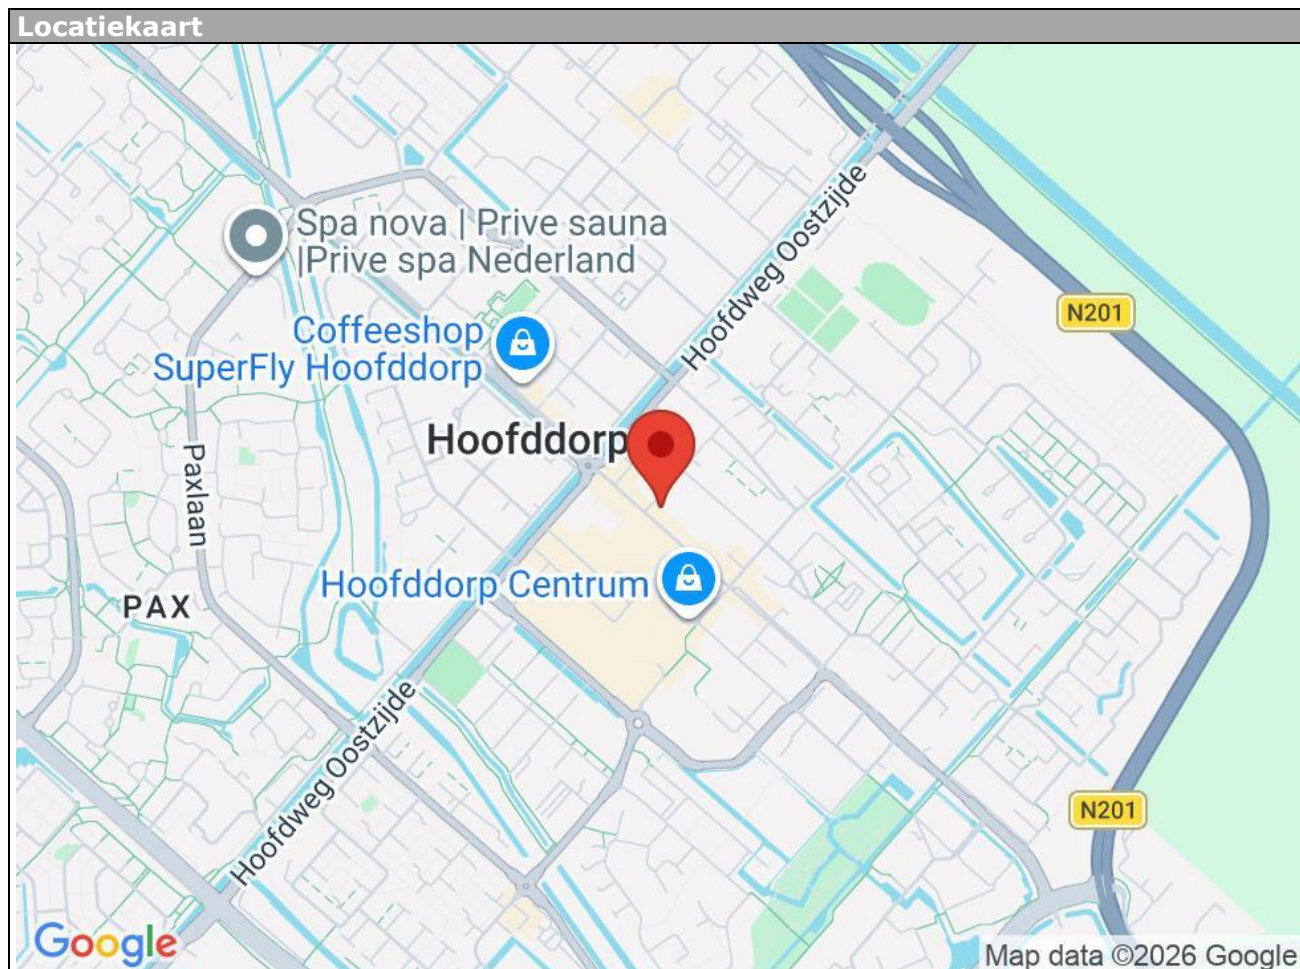 Locatiekaart
Spa nova | Prive sauna
|Prive spa Nederland
Hoofdweg Oostzijde
N201
Coffeeshop
SuperFly Hoofddorp
Hoofddorp
Paxlaan
Hoofddorp Centrum
PAX
Hoofdweg Oostzijde
N201
Google
Map data ©2026 Google